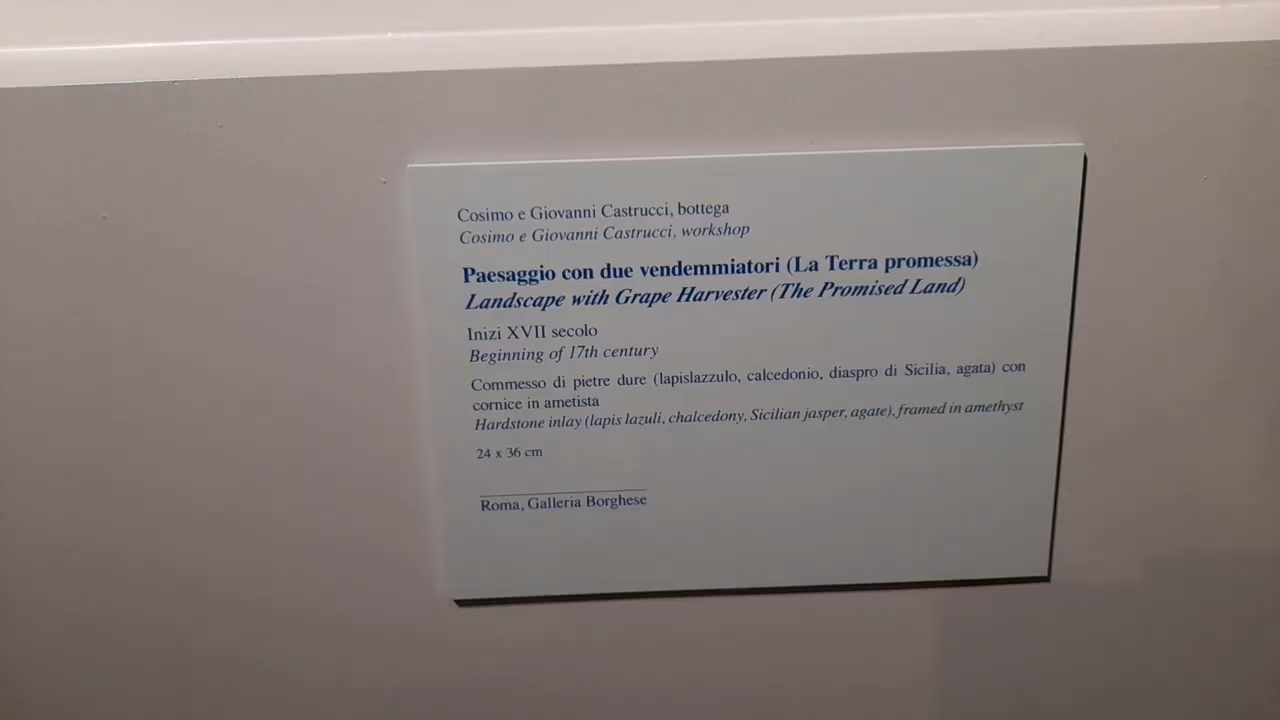 Cosimo e Giovanni Castrucci, bottega
Cosimo e Giovanni Castrucci, workshop
Paesaggio con due vendemmiatori (La Terra promessa)
Landscape with Grape Harvester (The Promised Land)
Inizi XVII secolo
Beginning of 17th century
Commesso di pietre dure (lapislazzulo, calcedonio, diaspro di Sicilia, agata) con
cornice in ametista
Hardstone inlay (lapis lazuli, chalcedony, Sicilian jasper, agate), framed in amethyst
24 x 36 cm
Roma, Galleria Borghese